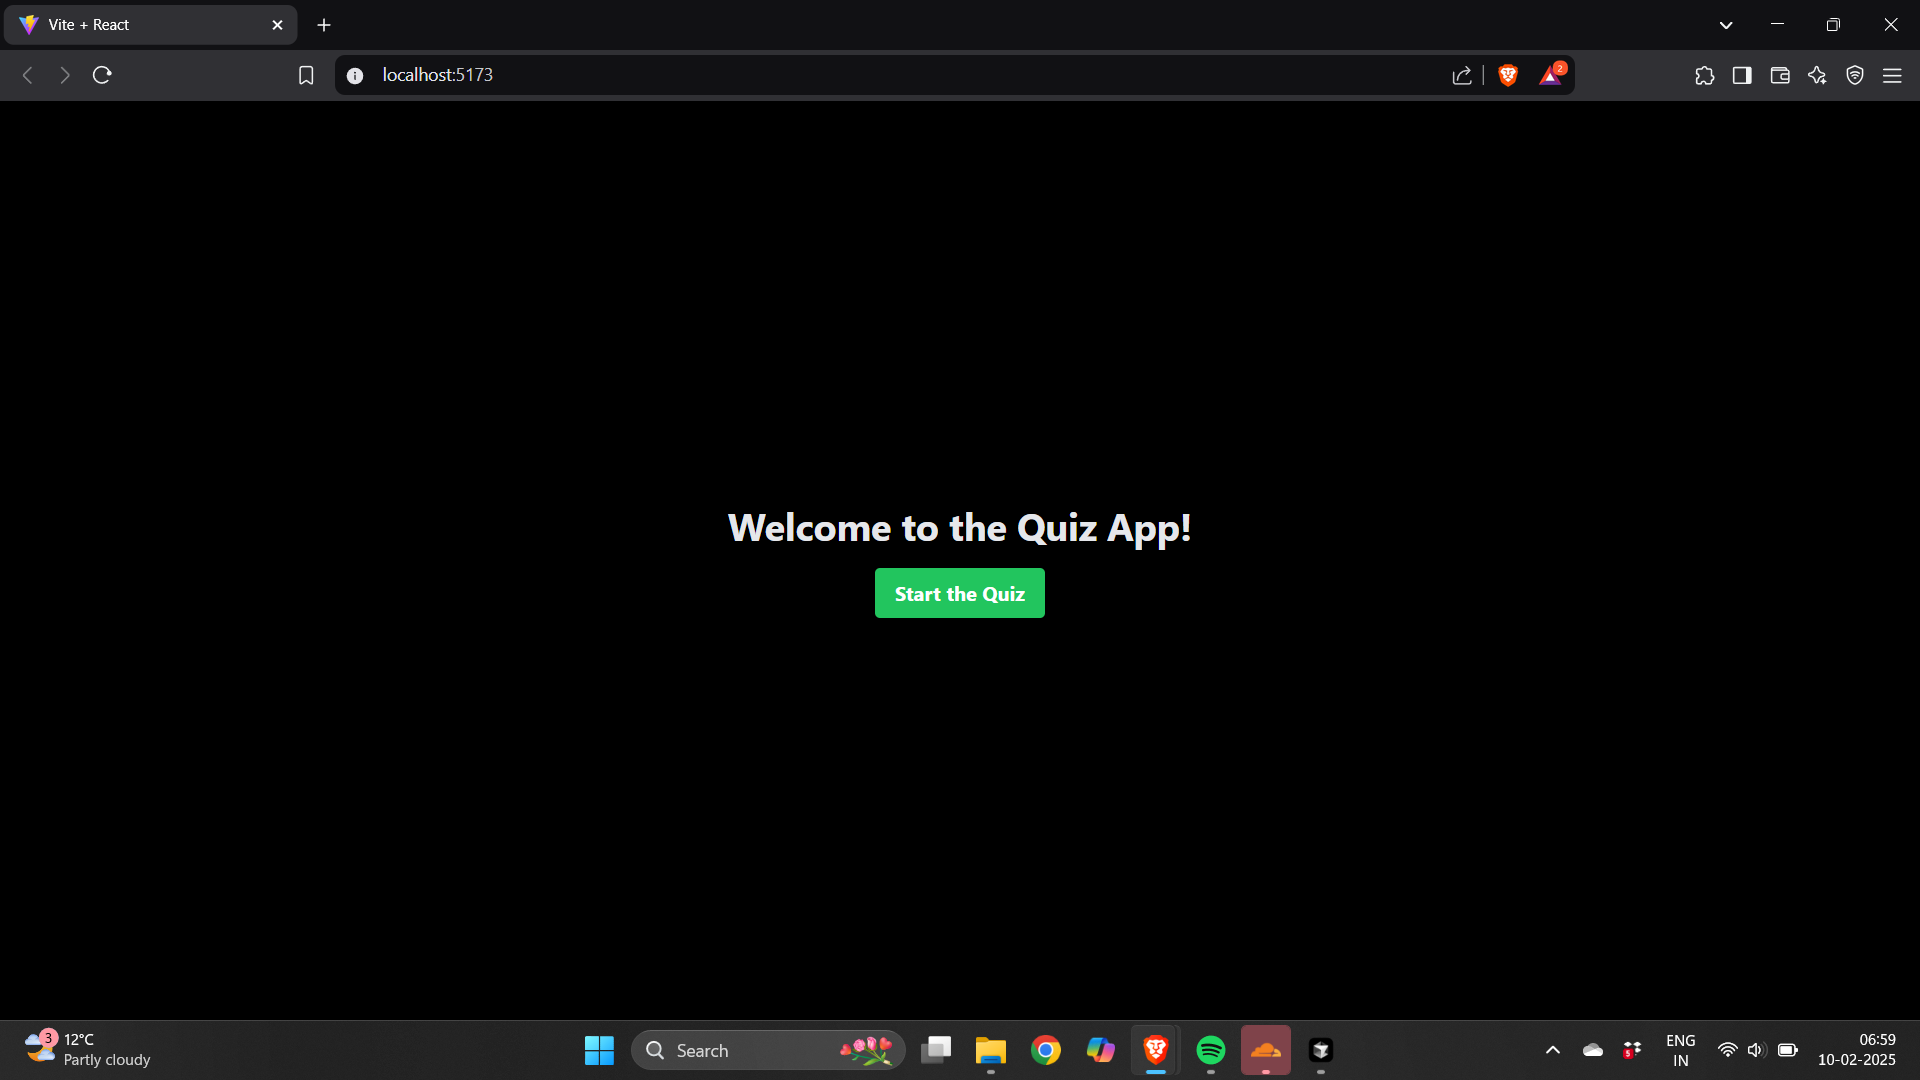 Vite + React
localhost:5173
2
Welcome to the Quiz App!
Start the Quiz
3
12°C
Partly cloudy
Search
5
ENG
IN
06:59
10-02-2025